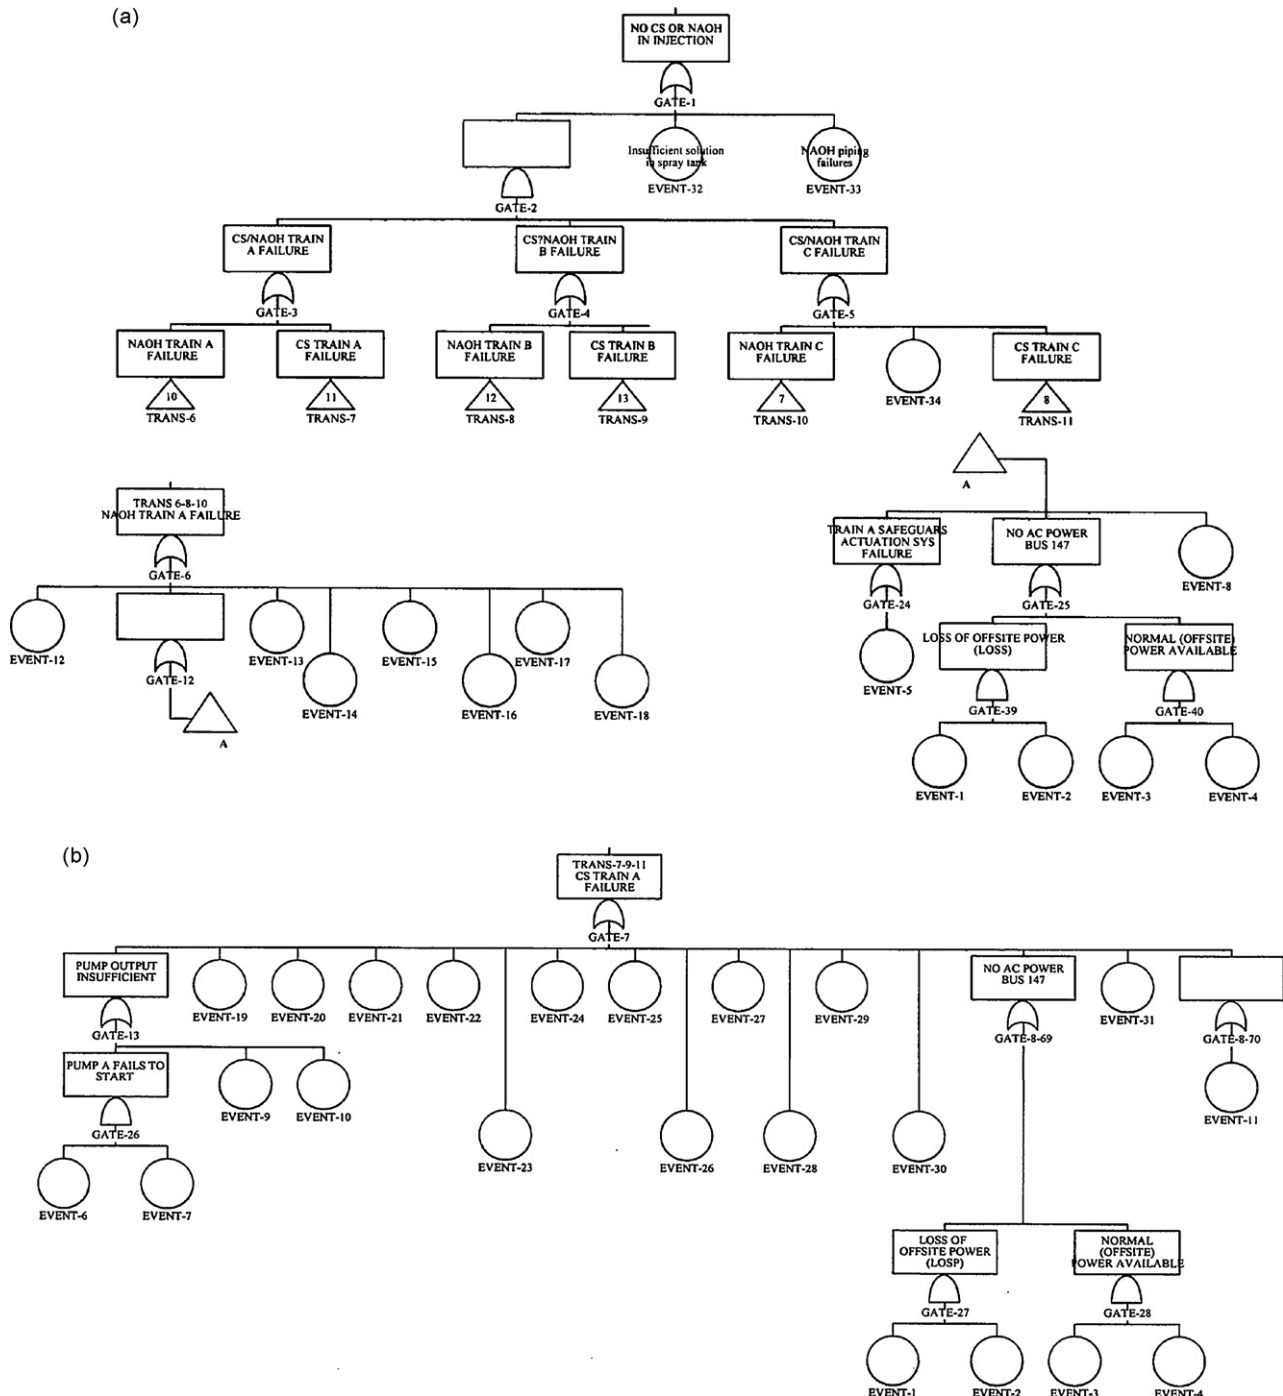 (a)
NO CS OR NAOH
IN INJECTION
GATE-1
Insufficient solution
in spray tank
EVENT-32
NAOH piping
failures
EVENT-33
GATE-2
CS/NAOH TRAIN
A FAILURE
GATE-3
CS?NAOH TRAIN
B FAILURE
GATE-4
CS/NAOH TRAIN
C FAILURE
GATE-5
NAOH TRAIN A
FAILURE
10
TRANS-6
CS TRAIN A
FAILURE
11
TRANS-7
NAOH TRAIN B
FAILURE
12
TRANS-8
CS TRAIN B
FAILURE
13
TRANS-9
NAOH TRAIN C
FAILURE
7
TRANS-10
EVENT-34
CS TRAIN C
FAILURE
8
TRANS-11
TRANS 6-8-10
NAOH TRAIN A FAILURE
GATE-6
EVENT-12
GATE-12
A
EVENT-13
EVENT-14
EVENT-15
EVENT-16
EVENT-17
EVENT-18
A
TRAIN A SAFEGUARS
ACTUATION SYS
FAILURE
GATE-24
EVENT-5
NO AC POWER
BUS 147
GATE-25
EVENT-8
LOSS OF OFFSITE POWER
(LOSS)
GATE-39
NORMAL (OFFSITE)
POWER AVAILABLE
GATE-40
EVENT-1
EVENT-2
EVENT-3
EVENT-4
(b)
TRANS-7-9-11
CS TRAIN A
FAILURE
GATE-7
PUMP OUTPUT
INSUFFICIENT
GATE-13
EVENT-19
EVENT-20
EVENT-21
EVENT-22
EVENT-23
EVENT-24
EVENT-25
EVENT-26
EVENT-27
EVENT-28
EVENT-29
EVENT-30
NO AC POWER
BUS 147
GATE-8-69
EVENT-31
GATE-8-70
EVENT-11
PUMP A FAILS TO
START
GATE-26
EVENT-9
EVENT-10
EVENT-6
EVENT-7
LOSS OF
OFFSITE POWER
(LOSP)
GATE-27
NORMAL
(OFFSITE)
POWER AVAILABLE
GATE-28
EVENT-1
EVENT-2
EVENT-3
EVENT-4